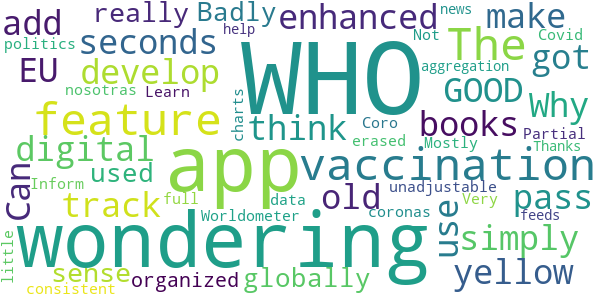 add really Badly enhanced make news
politics seconds WHO The Not Covid help
EU develop got
nosotras Learn charts GOOD aggregation
feature think Coro books Why
erased Mostly Partial
digital app vaccination Thanks
Can Inform used old unadjustable pass
track full data use Very
Worldometer coronas feeds
wondering simply
little sense organized globally yellow
consistent